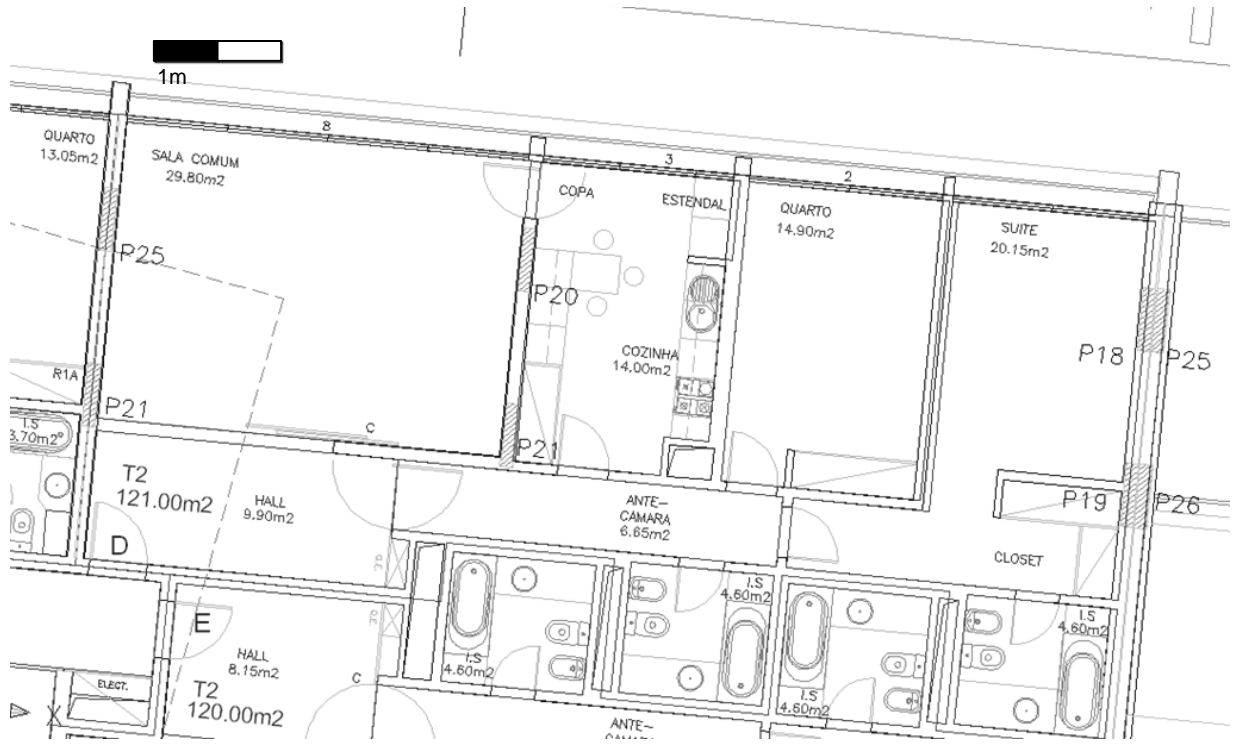 1m
8
3
2
QUARTO
13.05m2
SALA COMUM
29.80m2
COPA
ESTENDAL
QUARTO
14.90m2
SUITE
20.15m2
P25
P20
COZINHA
14.00m2
P18
P25
R1A
P21
I.S
3.70m2
C
P21
T2
121.00m2
HALL
9.90m2
ANTE-
CAMARA
6.65m2
P19
P26
D
CLOSET
I.S
4.60m2
I.S
4.60m2
E
HALL
8.15m2
I.S
4.60m2
I.S
4.60m2
ELECT.
T2
120.00m2
C
X
ANTE-
CAMARA